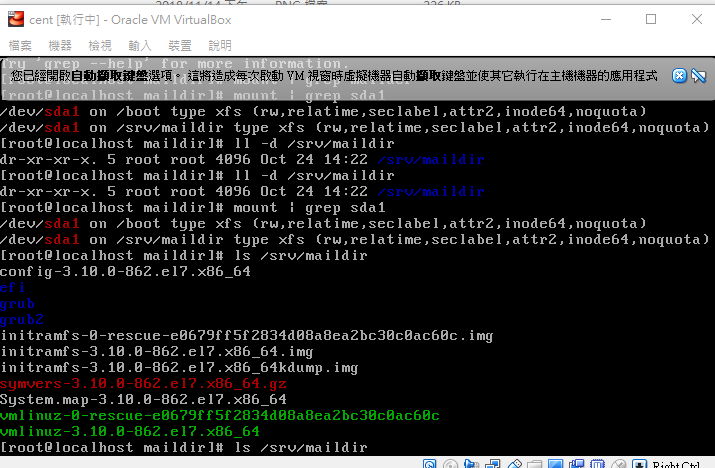 cent [執行中] - Oracle VM VirtualBox
檔案 機器 檢視 輸入 裝置 說明
Try 'grep --help' for more information.
您已經開啟自動擷取鍵盤選項。 這將造成每次啟動 VM 視窗時虛擬機器自動擷取鍵盤並使其它執行在主機機器的應用程式
mount | grep sda1
/dev/sda1 on /boot type xfs (rw,relatime,seclabel,attr2,inode64,noquota)
/dev/sda1 on /srv/maildir type xfs (rw,relatime,seclabel,attr2,inode64,noquota)
[root@localhost maildir]# ll -d /srv/maildir
dr-xr-xr-x. 5 root root 4096 Oct 24 14:22 /srv/maildir
[root@localhost maildir]# ll -d /srv/maildir
dr-xr-xr-x. 5 root root 4096 Oct 24 14:22 /srv/maildir
[root@localhost maildir]# mount | grep sda1
/dev/sda1 on /boot type xfs (rw,relatime,seclabel,attr2,inode64,noquota)
/dev/sda1 on /srv/maildir type xfs (rw,relatime,seclabel,attr2,inode64,noquota)
[root@localhost maildir]# ls /srv/maildir
config-3.10.0-862.el7.x86_64
efi
grub
grub2
initramfs-0-rescue-e0679ff5f2834d08a8ea2bc30c0ac60c.img
initramfs-3.10.0-862.el7.x86_64.img
initramfs-3.10.0-862.el7.x86_64kdump.img
symvers-3.10.0-862.el7.x86_64.gz
System.map-3.10.0-862.el7.x86_64
vmlinuz-0-rescue-e0679ff5f2834d08a8ea2bc30c0ac60c
vmlinuz-3.10.0-862.el7.x86_64
[root@localhost maildir]# ls /srv/maildir
Right Ctrl